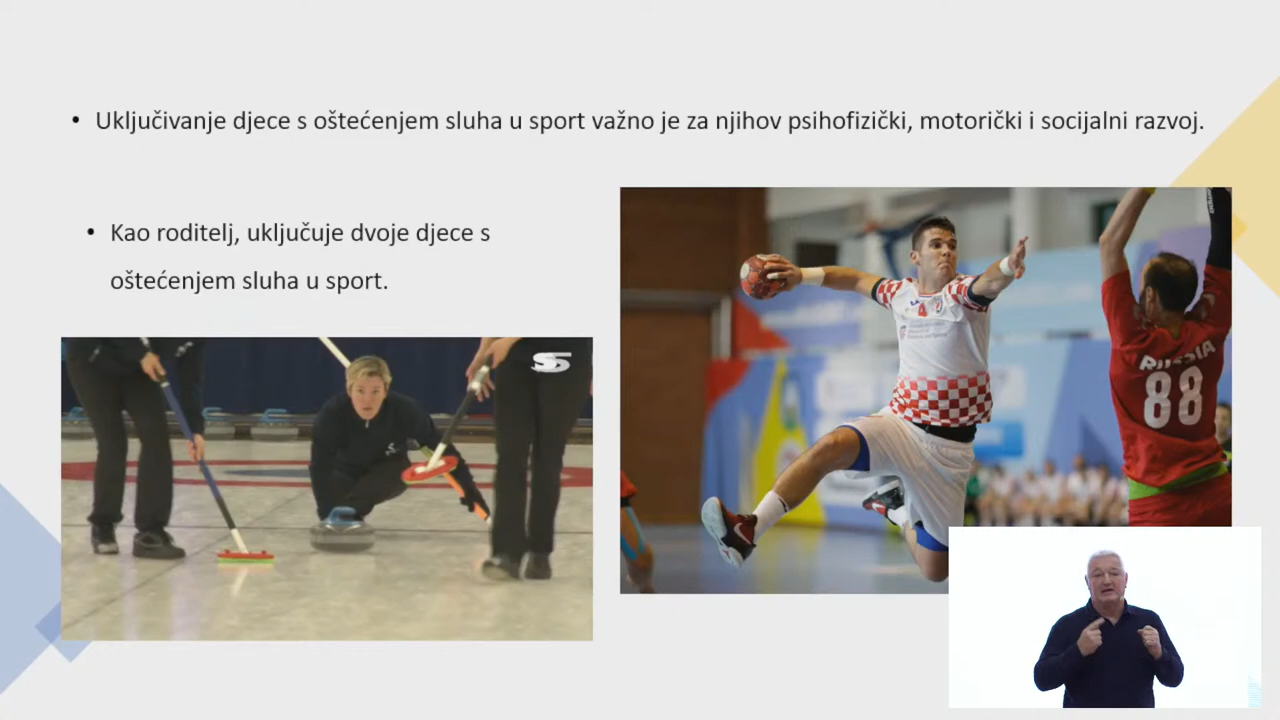 • Uključivanje djece s oštećenjem sluha u sport važno je za njihov psihofizički, motorički i socijalni razvoj.
• Kao roditelj, uključuje dvoje djece s
oštećenjem sluha u sport.
S5
4
RUSSIA
88